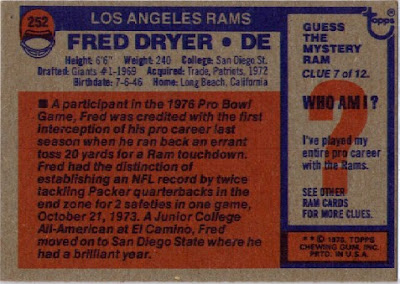 252
LOS ANGELES RAMS
FRED DRYER • DE
Height: 6'6" Weight: 240 College: San Diego St.
Drafted: Giants #1-1969 Acquired: Trade, Patriots, 1972
Birthdate: 7-6-46 Home: Long Beach, California
A participant in the 1976 Pro Bowl
Game, Fred was credited with the first
interception of his pro career last
season when he ran back an errant
toss 20 yards for a Ram touchdown.
Fred had the distinction of
establishing an NFL record by twice
tackling Packer quarterbacks in the
end zone for 2 safeties in one game,
October 21, 1973. A Junior College
All-American at El Camino, Fred
moved on to San Diego State where he
had a brilliant year.
Topps
GUESS
THE
MYSTERY
RAM
CLUE 7 of 12.
WHO AM I?
?
I've played my
entire pro career
with the Rams.
SEE OTHER
RAM CARDS
FOR MORE CLUES.
* * © 1976, TOPPS
CHEWING GUM, INC.
PRTD. IN U.S.A.